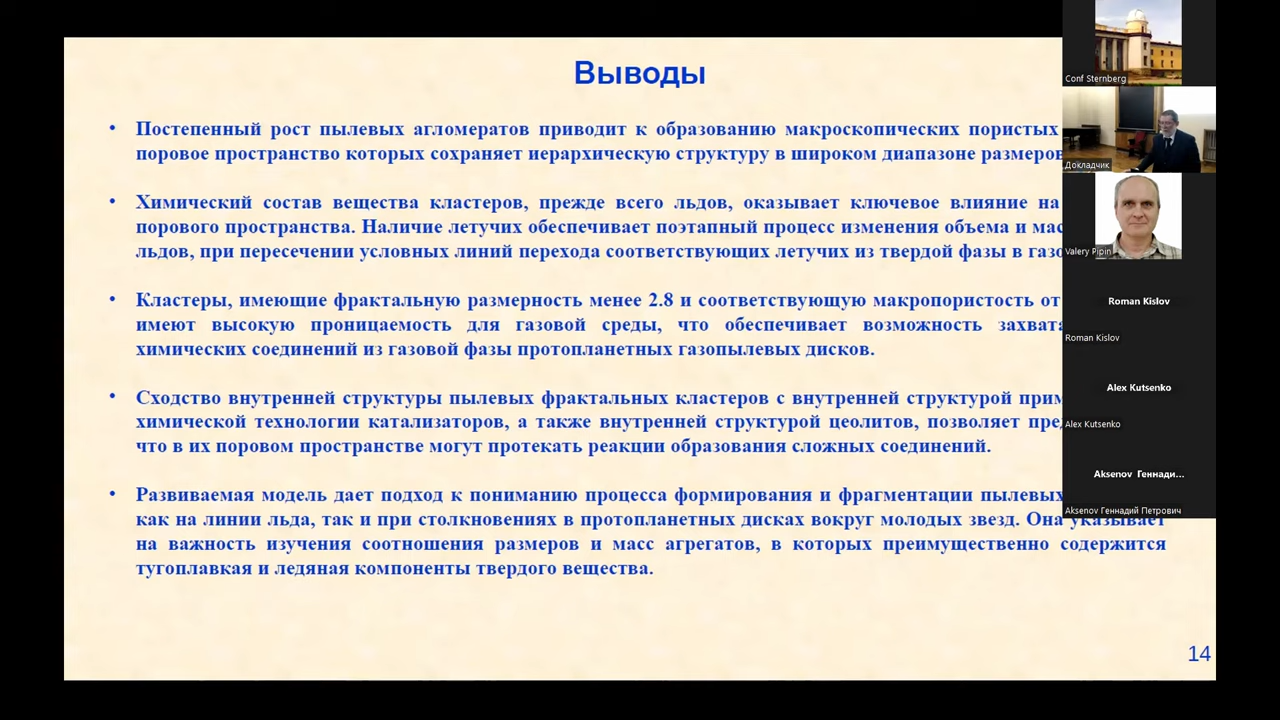 Выводы
• Постепенный рост пылевых агломератов приводит к образованию макроскопических пористых
поровое пространство которых сохраняет иерархическую структуру в широком диапазоне размеров
• Химический состав вещества кластеров, прежде всего льдов, оказывает ключевое влияние на
порового пространства. Наличие летучих обеспечивает поэтапный процесс изменения объема и
льдов, при пересечении условных линий перехода соответствующих летучих из твердой фазы в
• Кластеры, имеющие фрактальную размерность менее 2.8 и соответствующую макропористость от
имеют высокую проницаемость для газовой среды, что обеспечивает возможность
химических соединений из газовой фазы протопланетных газопылевых дисков.
• Сходство внутренней структуры пылевых фрактальных кластеров с внутренней структурой
химической технологии катализаторов, а также внутренней структурой цеолитов, позволяет
что в их поровом пространстве могут протекать реакции образования сложных соединений.
• Развиваемая модель дает подход к пониманию процесса формирования и фрагментации пылевых
как на линии льда, так и при столкновениях в протопланетных дисках вокруг молодых звезд. Она указывает
на важность изучения соотношения размеров и масс агрегатов, в которых преимущественно содержится
тугоплавкая и ледяная компоненты твердого вещества.
14
Conf Sternberg
Докладчик
Valery Pipin
Roman Kislov
Roman Kislov
Alex Kutsenko
Alex Kutsenko
Aksenov Геннади...
Aksenov Геннадий Петрович